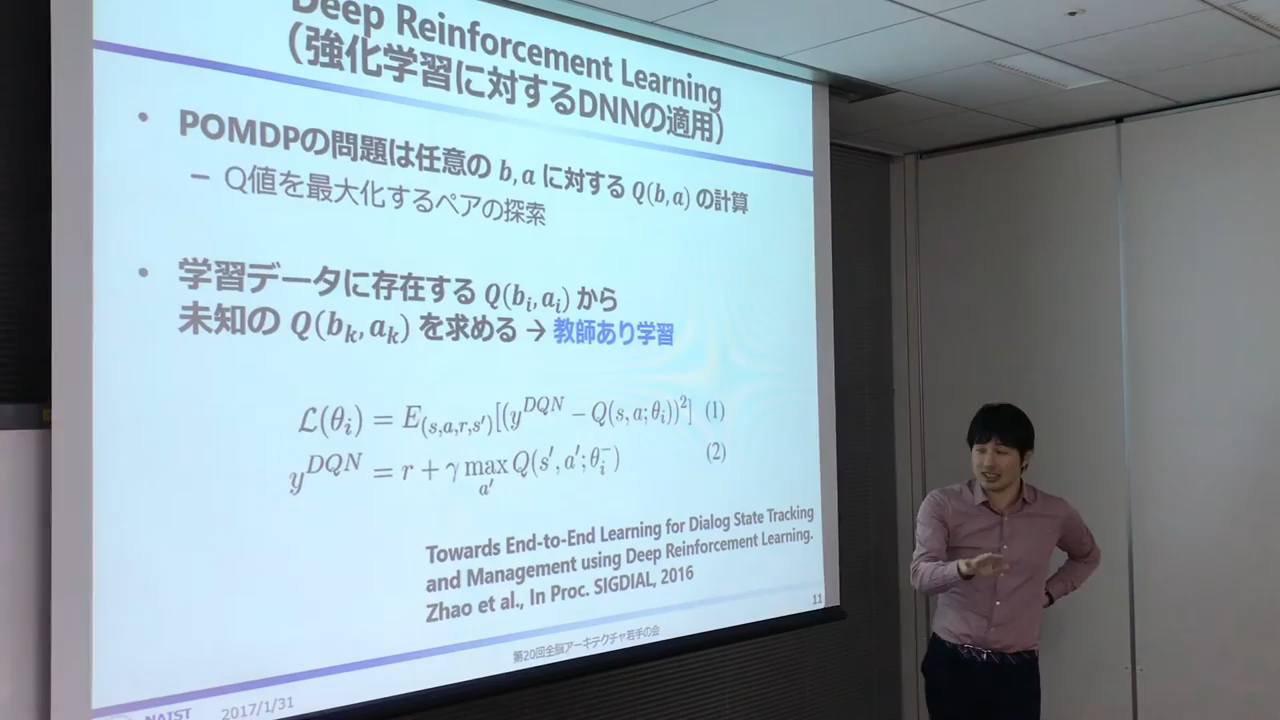 Deep Reinforcement Learning
（強化学習に対するDNNの適用）
• POMDPの問題は任意の b, a に対する Q(b, a) の計算
– Q値を最大化するペアの探索
• 学習データに存在する Q(b_i, a_i) から
未知の Q(b_k, a_k) を求める → 教師あり学習
ℒ(θ_i) = E_(s,a,r,s′)[(y^DQN − Q(s, a; θ_i))^2] (1)
y^DQN = r + γ max_a′ Q(s′, a′; θ_i^−) (2)
Towards End-to-End Learning for Dialog State Tracking
and Management using Deep Reinforcement Learning.
Zhao et al., In Proc. SIGDIAL, 2016
11
第20回全脳アーキテクチャ若手の会
NAIST 2017/1/31